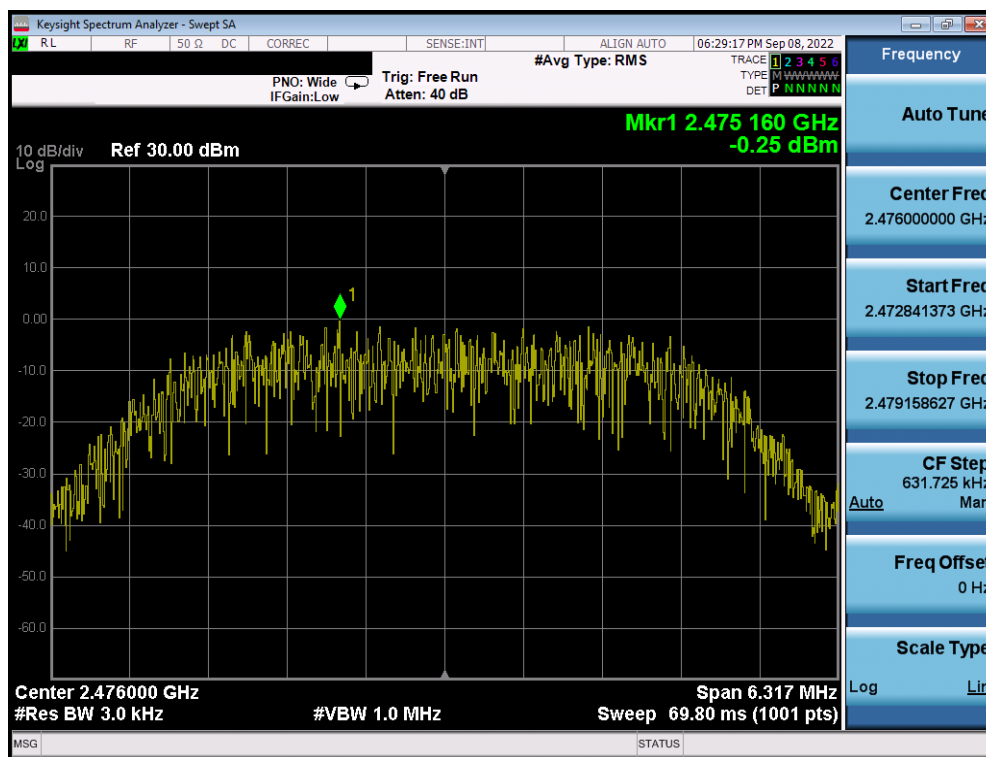 Keysight Spectrum Analyzer - Swept SA
LXI RL RF 50 Ω DC CORREC SENSE:INT ALIGN AUTO 06:29:17 PM Sep 08, 2022
#Avg Type: RMS
TRACE 1 2 3 4 5 6
PNO: Wide Trig: Free Run
TYPE M WWWWW
IFGain:Low Atten: 40 dB
DET P N N N N N
Mkr1 2.475 160 GHz
-0.25 dBm
10 dB/div Ref 30.00 dBm
Log
20.0
10.0
1
0.00
-10.0
-20.0
-30.0
-40.0
-50.0
-60.0
Center 2.476000 GHz Span 6.317 MHz
#Res BW 3.0 kHz #VBW 1.0 MHz Sweep 69.80 ms (1001 pts)
MSG STATUS
Frequency
Auto Tune
Center Freq
2.476000000 GHz
Start Freq
2.472841373 GHz
Stop Freq
2.479158627 GHz
CF Step
631.725 kHz
Auto Man
Freq Offset
0 Hz
Scale Type
Log Lin